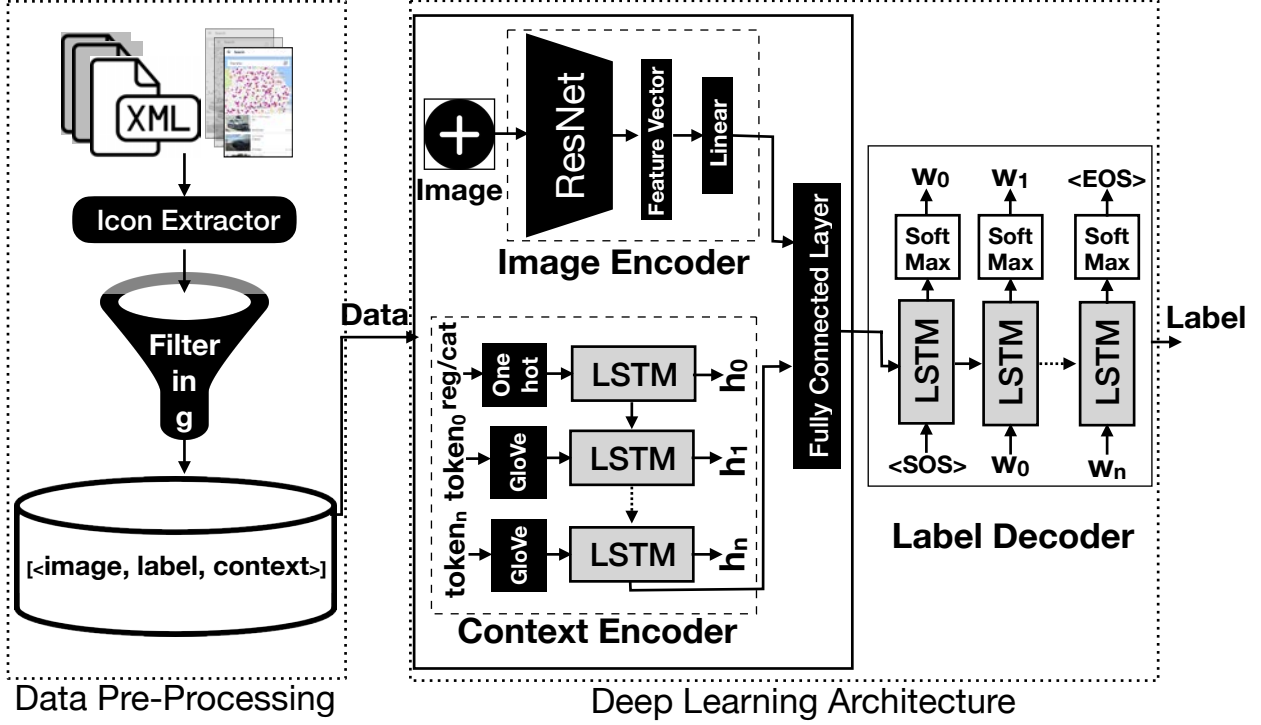 XML
Icon Extractor
Filter
in
g
[<image, label, context>]
Data Pre-Processing
Data
Image
ResNet
Feature Vector
Linear
Image Encoder
reg/cat
One
hot
LSTM
h0
token0
GloVe
LSTM
h1
tokenn
GloVe
LSTM
hn
Context Encoder
Fully Connected Layer
w0
w1
<EOS>
Soft
Max
Soft
Max
Soft
Max
LSTM
LSTM
LSTM
<SOS>
w0
wn
Label Decoder
Label
Deep Learning Architecture